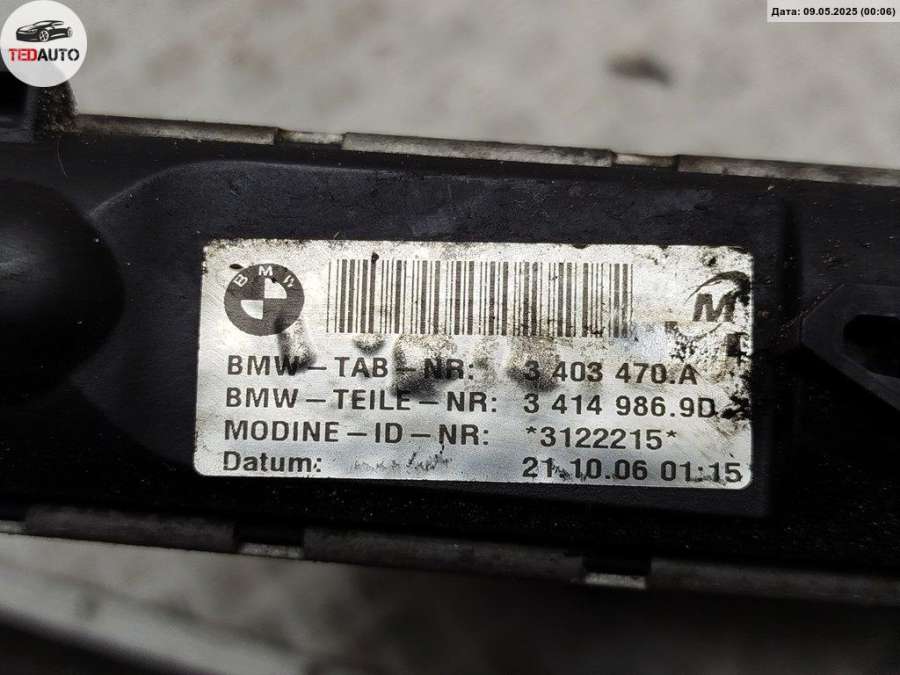 Дата: 09.05.2025 (00:06)
TEDAUTO
BMW
M
BMW-TAB-NR: 3 403 470.A
BMW-TEILE-NR: 3 414 986.9D
MODINE-ID-NR: *3122215*
Datum: 21.10.06 01:15